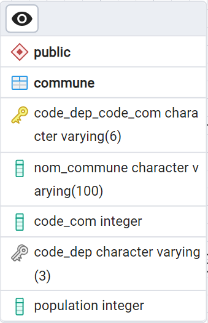 public
commune
code_dep_code_com chara
cter varying(6)
nom_commune character v
arying(100)
code_com integer
code_dep character varying
(3)
population integer